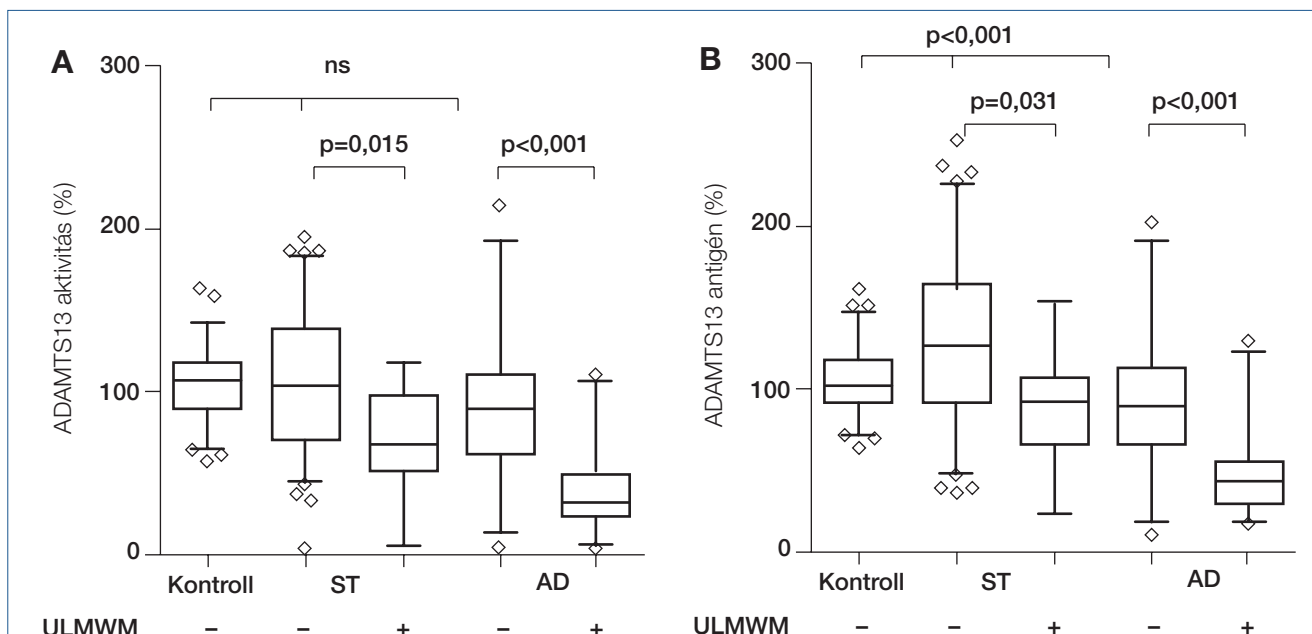 A
300
ns
p=0,015
p<0,001
200
100
0
ADAMTS13 aktivitás (%)
Kontroll ST AD
ULMWM – – + – +
B
p<0,001
300
p=0,031
p<0,001
200
100
0
ADAMTS13 antigén (%)
Kontroll ST AD
ULMWM – – + – +